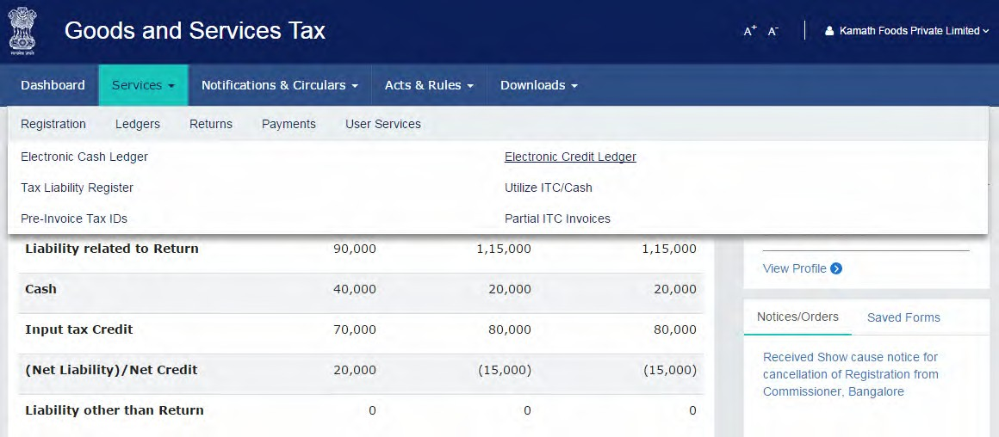 Goods and Services Tax
A+ A-
Kamath Foods Private Limited
Dashboard Services Notifications & Circulars Acts & Rules Downloads
Registration Ledgers Returns Payments User Services
Electronic Cash Ledger Electronic Credit Ledger
Tax Liability Register Utilize ITC/Cash
Pre-Invoice Tax IDs Partial ITC Invoices
Liability related to Return 90,000 1,15,000 1,15,000
Cash 40,000 20,000 20,000
Input tax Credit 70,000 80,000 80,000
(Net Liability)/Net Credit 20,000 (15,000) (15,000)
Liability other than Return 0 0 0
View Profile
Notices/Orders Saved Forms
Received Show cause notice for
cancellation of Registration from
Commissioner, Bangalore